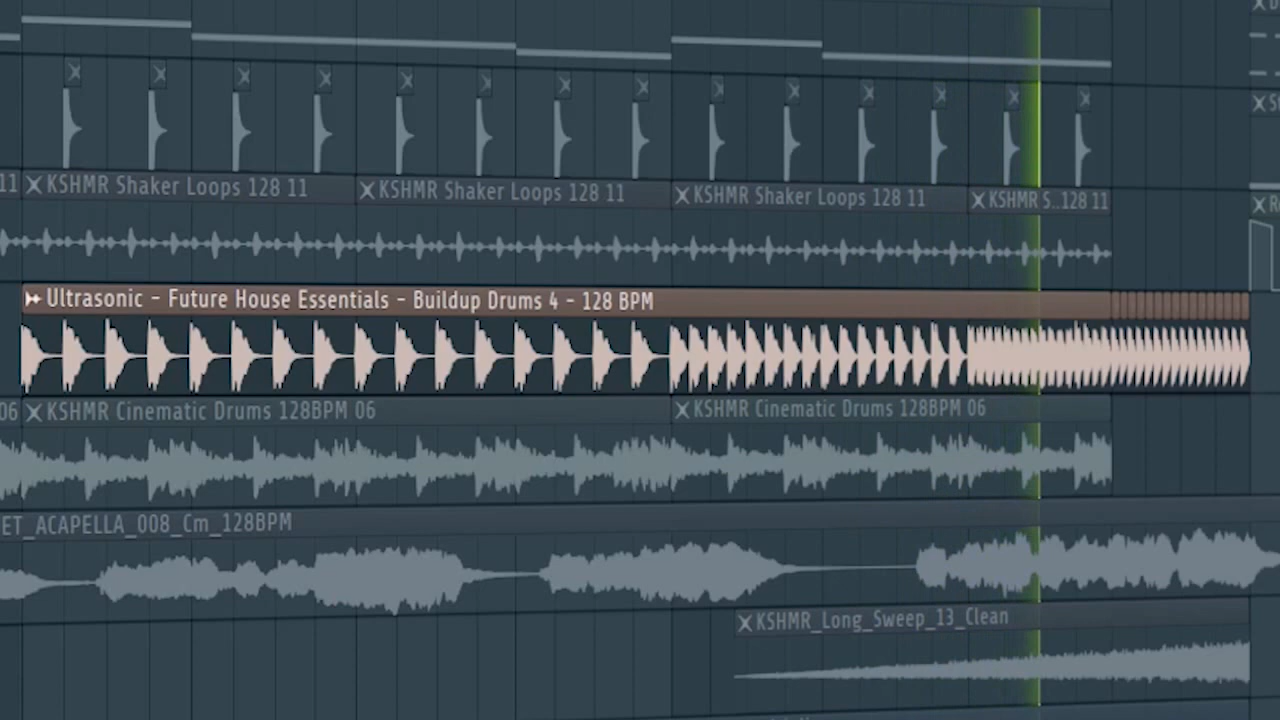 11 KSHMR Shaker Loops 128 11 KSHMR Shaker Loops 128 11 KSHMR Shaker Loops 128 11 KSHMR S..128 11
Ultrasonic - Future House Essentials - Buildup Drums 4 - 128 BPM
06 KSHMR Cinematic Drums 128BPM 06 KSHMR Cinematic Drums 128BPM 06
ET_ACAPELLA_008_Cm_128BPM
KSHMR_Long_Sweep_13_Clean